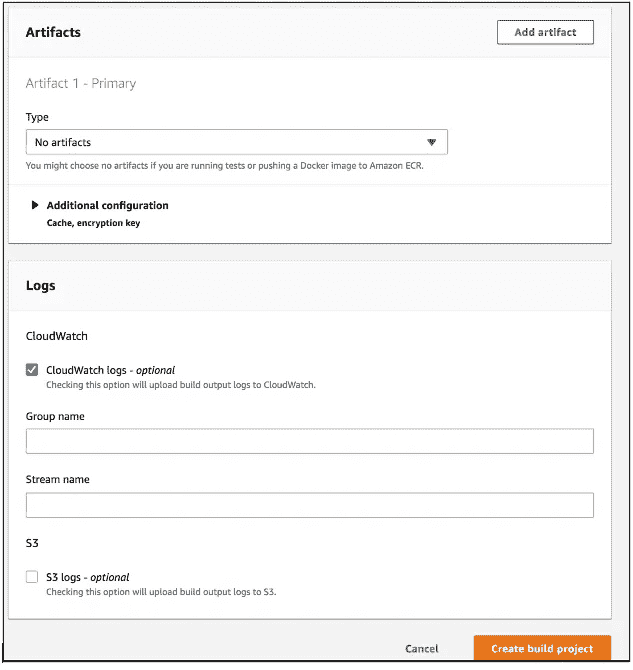 Artifacts
Add artifact
Artifact 1 - Primary
Type
No artifacts
You might choose no artifacts if you are running tests or pushing a Docker image to Amazon ECR.
Additional configuration
Cache, encryption key
Logs
CloudWatch
CloudWatch logs - optional
Checking this option will upload build output logs to CloudWatch.
Group name
Stream name
S3
S3 logs - optional
Checking this option will upload build output logs to S3.
Cancel
Create build project